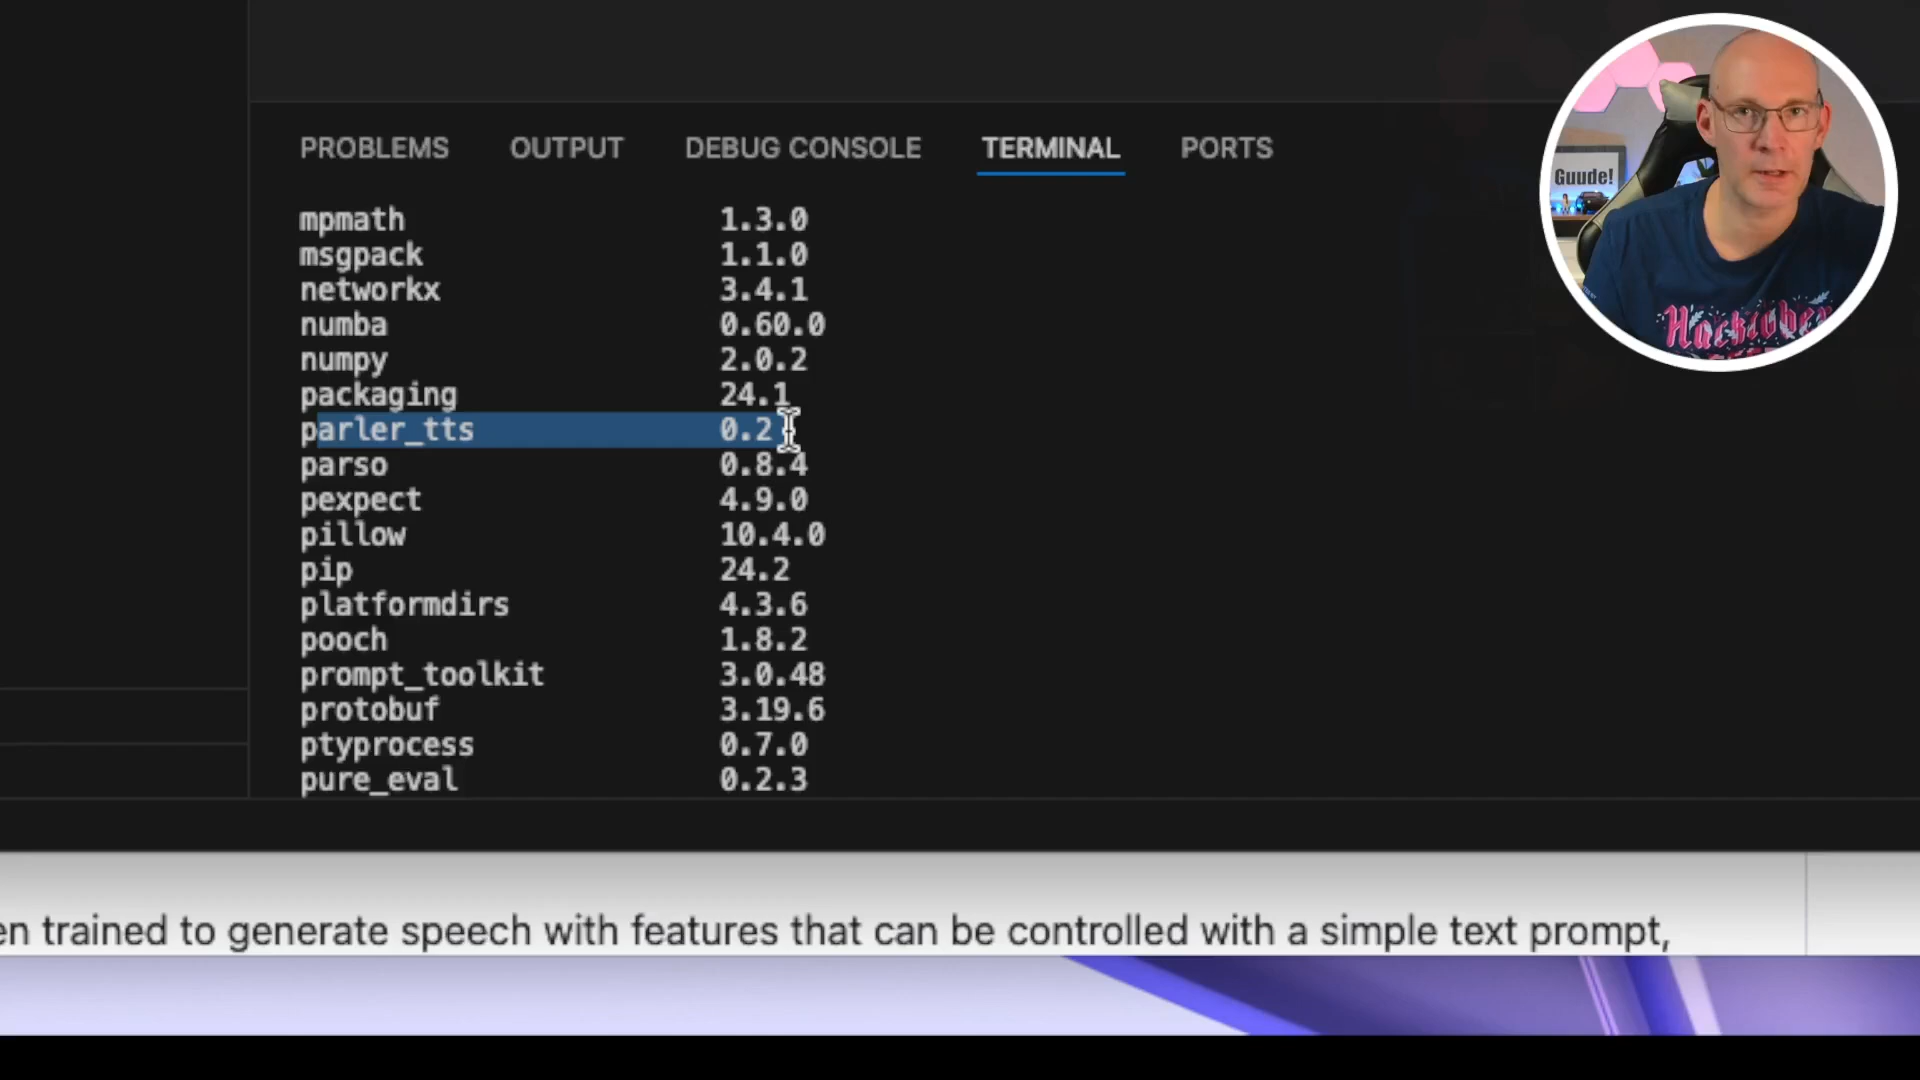 PROBLEMS OUTPUT DEBUG CONSOLE TERMINAL PORTS
mpmath 1.3.0
msgpack 1.1.0
networkx 3.4.1
numba 0.60.0
numpy 2.0.2
packaging 24.1
parler_tts 0.2
parso 0.8.4
pexpect 4.9.0
pillow 10.4.0
pip 24.2
platformdirs 4.3.6
pooch 1.8.2
prompt_toolkit 3.0.48
protobuf 3.19.6
ptyprocess 0.7.0
pure_eval 0.2.3
en trained to generate speech with features that can be controlled with a simple text prompt,
Guude!